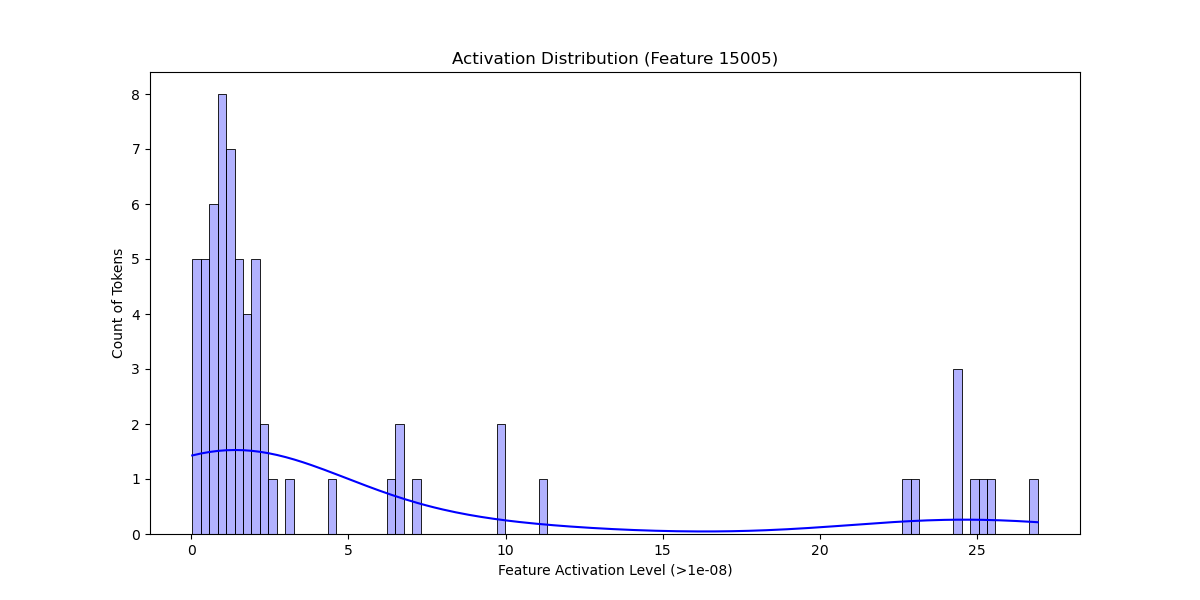 Activation Distribution (Feature 15005)
8
7
6
5
4
3
2
1
0
Count of Tokens
0 5 10 15 20 25
Feature Activation Level (>1e-08)